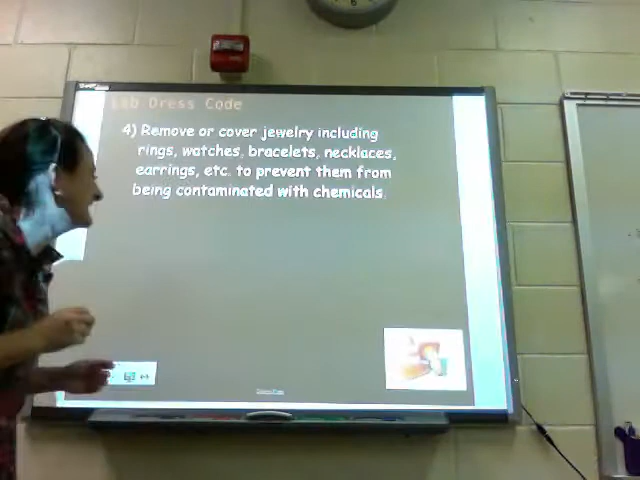 Lab Dress Code
4) Remove or cover jewelry including
rings, watches, bracelets, necklaces,
earrings, etc. to prevent them from
being contaminated with chemicals.